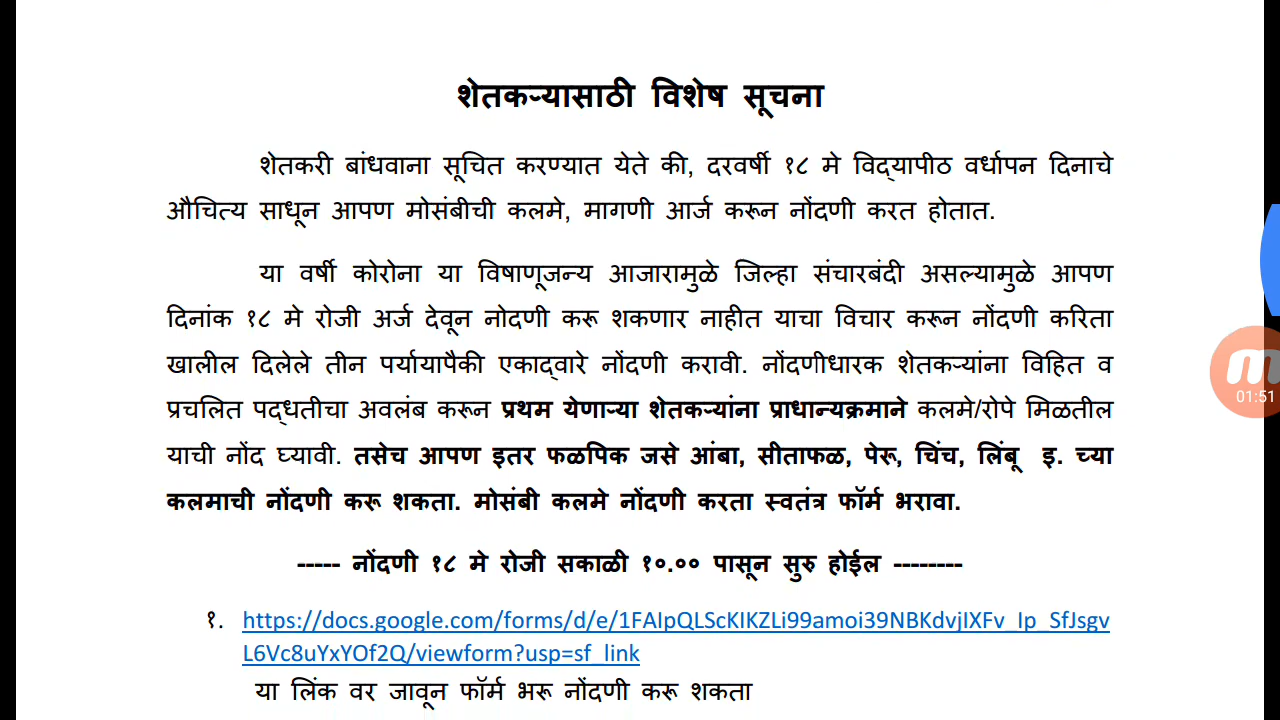 शेतकऱ्यासाठी विशेष सूचना
शेतकरी बांधवाना सूचित करण्यात येते की, दरवर्षी १८ मे विद्‌यापीठ वर्धापन दिनाचे
औचित्य साधून आपण मोसंबीची कलमे, मागणी आर्ज करून नोंदणी करत होतात.
या वर्षी कोरोना या विषाणूजन्य आजारामुळे जिल्हा संचारबंदी असल्यामुळे आपण
दिनांक १८ मे रोजी अर्ज देवून नोदणी करू शकणार नाहीत याचा विचार करून नोंदणी करिता
खालील दिलेले तीन पर्यायापैकी एकाद्‌वारे नोंदणी करावी. नोंदणीधारक शेतकऱ्यांना विहित व
प्रचलित पद्‌धतीचा अवलंब करून प्रथम येणाऱ्या शेतकऱ्यांना प्राधान्यक्रमाने कलमे/रोपे मिळतील
याची नोंद घ्यावी. तसेच आपण इतर फळपिक जसे आंबा, सीताफळ, पेरू, चिंच, लिंबू इ. च्या
कलमाची नोंदणी करू शकता. मोसंबी कलमे नोंदणी करता स्वतंत्र फॉर्म भरावा.
----- नोंदणी १८ मे रोजी सकाळी १०.०० पासून सुरु होईल --------
१. https://docs.google.com/forms/d/e/1FAIpQLScKIKZLi99amoi39NBKdvjIXFv_Ip_SfJsgv
L6Vc8uYxYOf2Q/viewform?usp=sf_link
या लिंक वर जावून फॉर्म भरू नोंदणी करू शकता
01:51